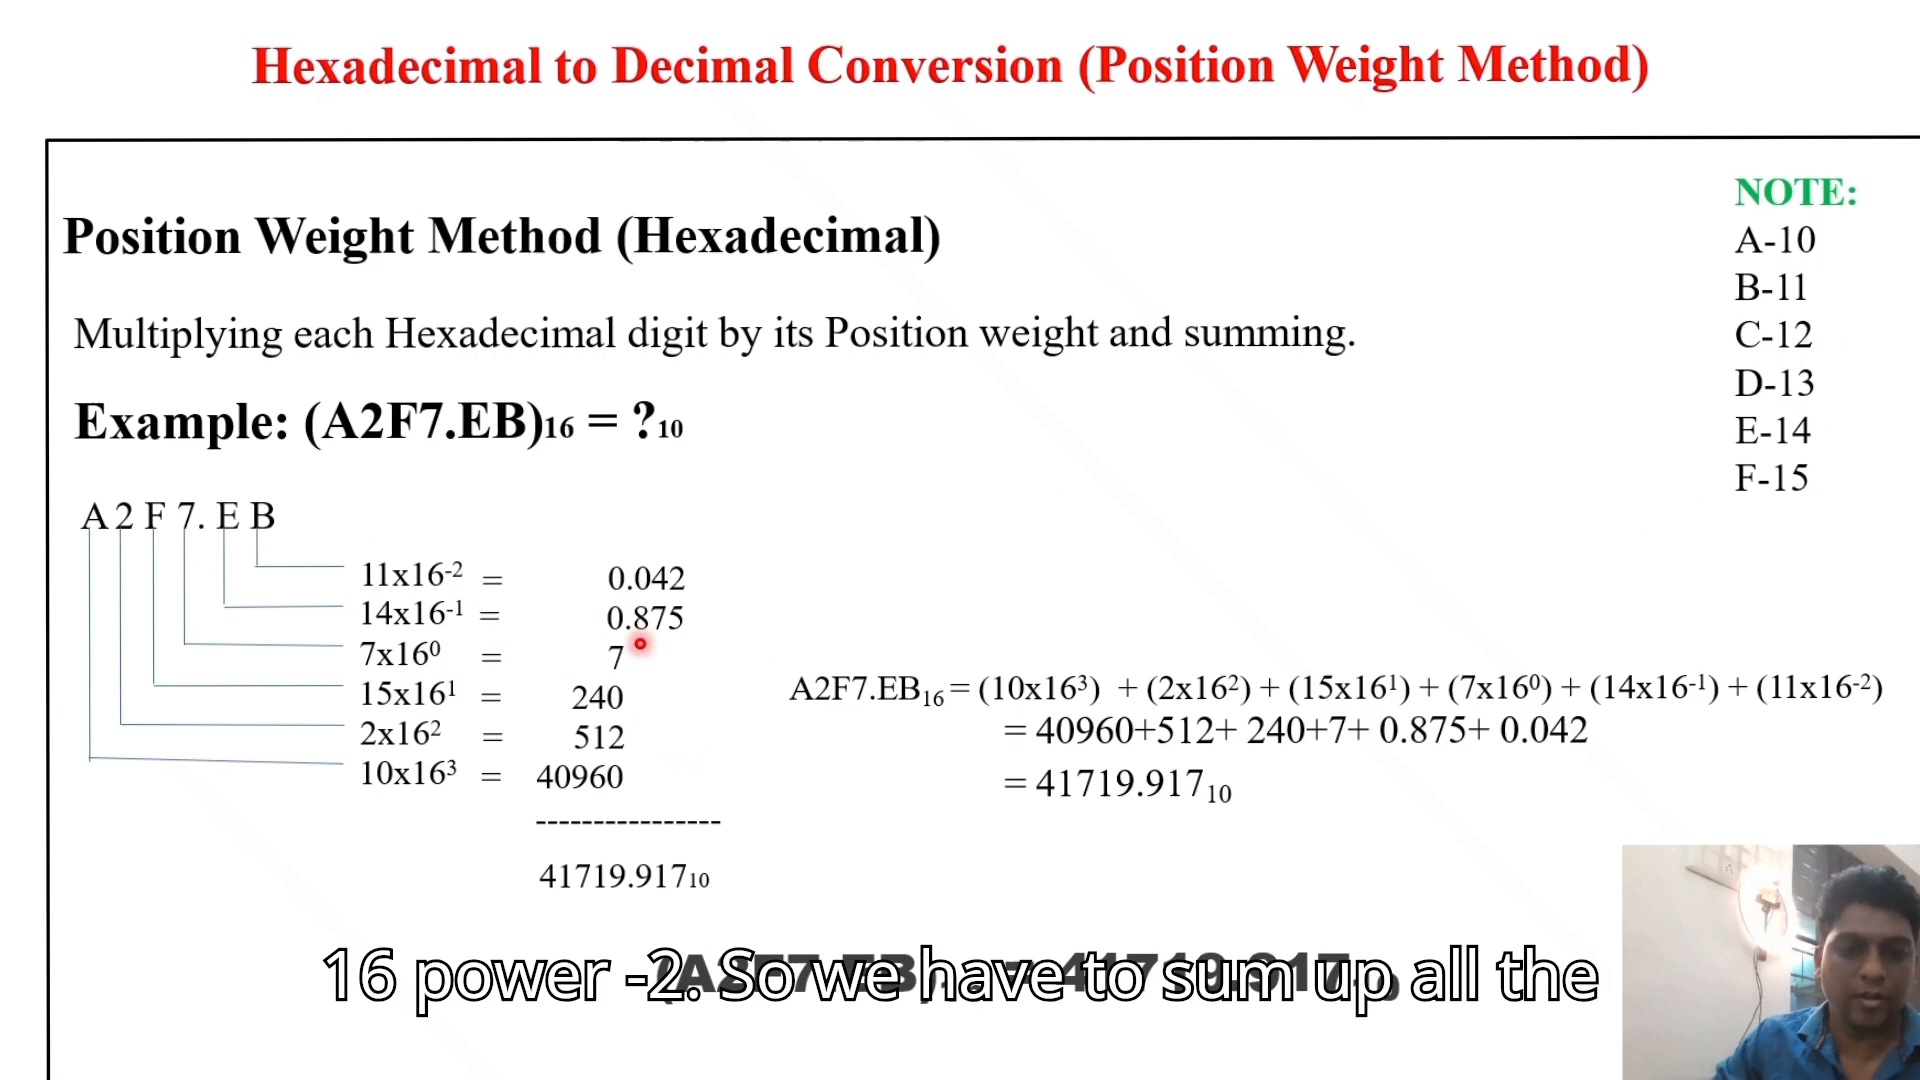 Hexadecimal to Decimal Conversion (Position Weight Method)
NOTE:
A-10
B-11
C-12
D-13
E-14
F-15
Position Weight Method (Hexadecimal)
Multiplying each Hexadecimal digit by its Position weight and summing.
Example: (A2F7.EB)16 = ?10
A 2 F 7. E B
11x16-2 = 0.042
14x16-1 = 0.875
7x160 = 7
15x161 = 240
2x162 = 512
10x163 = 40960
----------------
41719.91710
A2F7.EB16 = (10x163) + (2x162) + (15x161) + (7x160) + (14x16-1) + (11x16-2)
= 40960+512+ 240+7+ 0.875+ 0.042
= 41719.91710
16 power -2. So we have to sum up all the